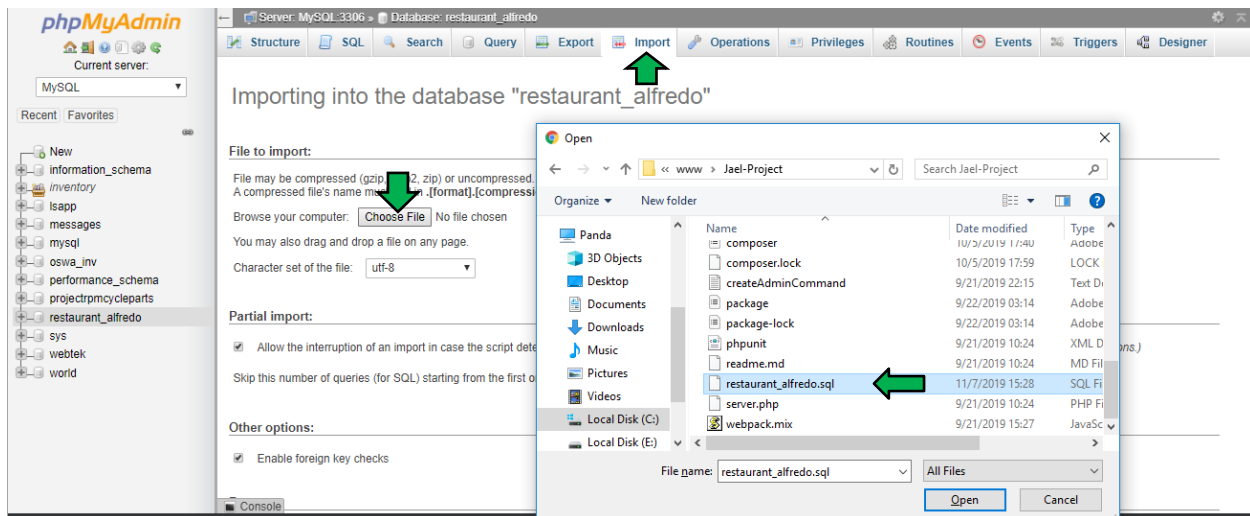 phpMyAdmin
Current server:
MySQL
Recent Favorites
New
information_schema
inventory
lsapp
messages
mysql
oswa_inv
performance_schema
projectrpmcycleparts
restaurant_alfredo
sys
webtek
world
Server: MySQL:3306 » Database: restaurant_alfredo
Structure SQL Search Query Export Import Operations Privileges Routines Events Triggers Designer
Importing into the database "restaurant_alfredo"
File to import:
File may be compressed (gzip, zip) or uncompressed.
A compressed file's name in .[format].[compressi
Browse your computer: Choose File No file chosen
You may also drag and drop a file on any page.
Character set of the file: utf-8
Partial import:
Allow the interruption of an import in case the script dete
ons.)
Skip this number of queries (for SQL) starting from the first o
Other options:
Enable foreign key checks
Console
Open
« www > Jael-Project
Search Jael-Project
Organize New folder
Panda
3D Objects
Desktop
Documents
Downloads
Music
Pictures
Videos
Local Disk (C:)
Local Disk (E:)
Name Date modified Type
composer 10/5/2019 17:40 Adobe
composer.lock 10/5/2019 17:59 LOCK
createAdminCommand 9/21/2019 22:15 Text D
package 9/22/2019 03:14 Adobe
package-lock 9/22/2019 03:14 Adobe
phpunit 9/21/2019 10:24 XML D
readme.md 9/21/2019 10:24 MD Fil
restaurant_alfredo.sql 11/7/2019 15:28 SQL Fi
server.php 9/21/2019 10:24 PHP Fi
webpack.mix 9/21/2019 15:27 JavaSc
File name: restaurant_alfredo.sql All Files
Open Cancel